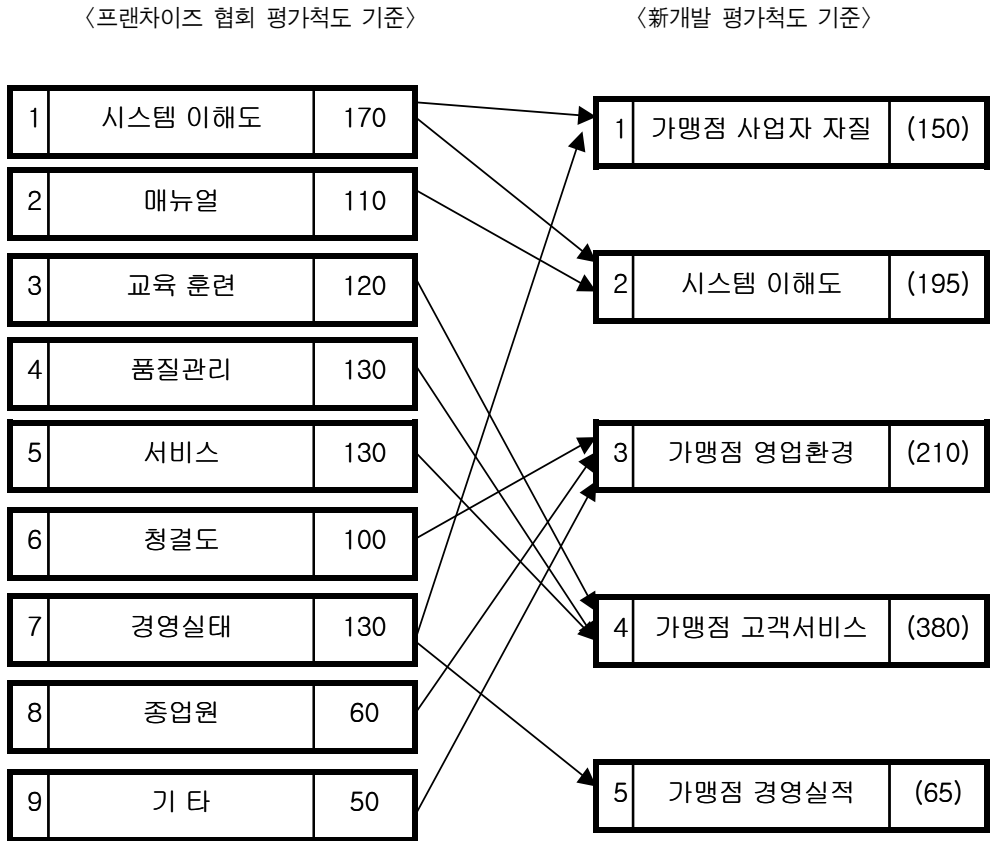 〈프랜차이즈 협회 평가척도 기준〉
〈新개발 평가척도 기준〉
1 시스템 이해도 170
2 매뉴얼 110
3 교육 훈련 120
4 품질관리 130
5 서비스 130
6 청결도 100
7 경영실태 130
8 종업원 60
9 기 타 50
1 가맹점 사업자 자질 (150)
2 시스템 이해도 (195)
3 가맹점 영업환경 (210)
4 가맹점 고객서비스 (380)
5 가맹점 경영실적 (65)